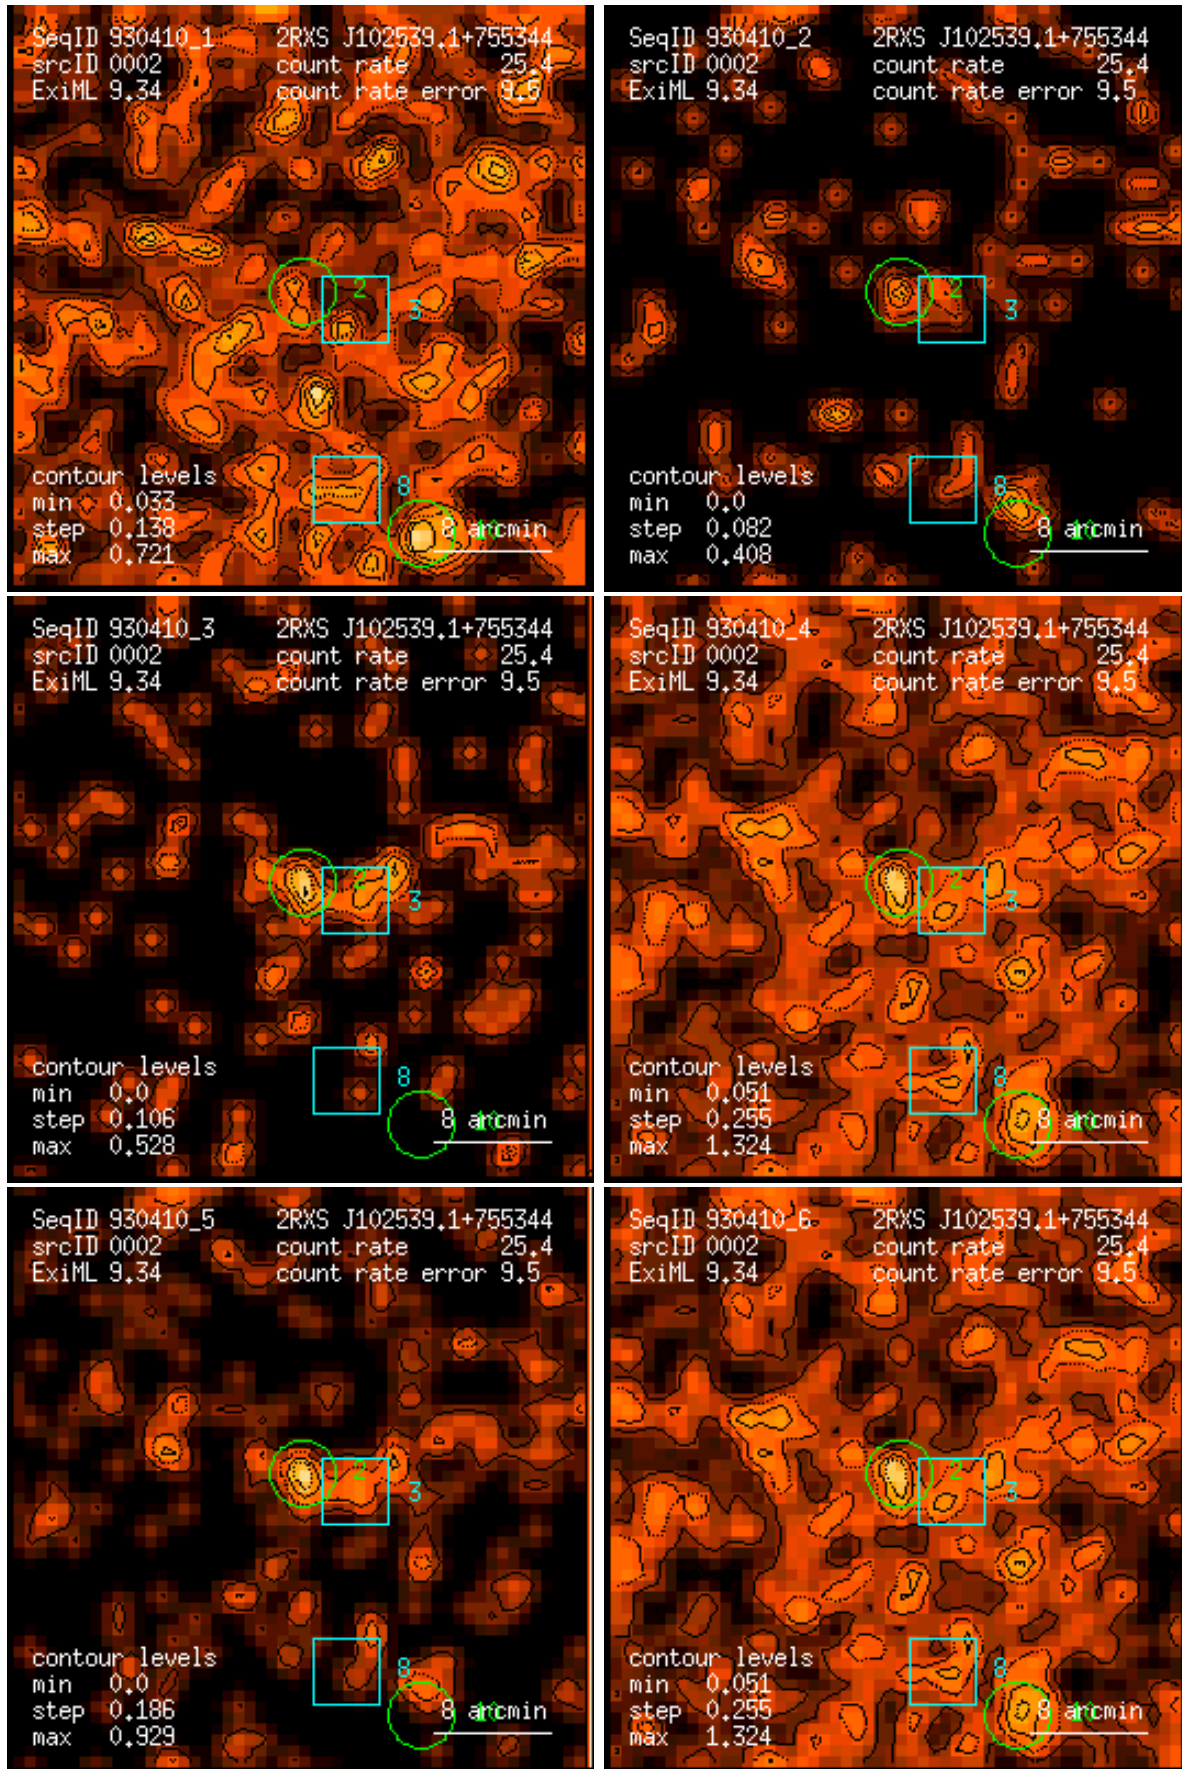 SeqID 930410_1 2RXS J102539.1+755344
srcID 0002 count rate 25.4
ExiML 9.34 count rate error 9.5
2
3
contour levels
8
min 0.033
step 0.138 8 arcmin
max 0.721
SeqID 930410_2 2RXS J102539.1+755344
srcID 0002 count rate 25.4
ExiML 9.34 count rate error 9.5
2
3
contour levels
8
min 0.0
step 0.082 8 arcmin
max 0.408
SeqID 930410_3 2RXS J102539.1+755344
srcID 0002 count rate 25.4
ExiML 9.34 count rate error 9.5
2
3
contour levels
8
min 0.0
step 0.106 8 arcmin
max 0.528
SeqID 930410_4 2RXS J102539.1+755344
srcID 0002 count rate 25.4
ExiML 9.34 count rate error 9.5
2
3
contour levels
8
min 0.051
step 0.255 8 arcmin
max 1.324
SeqID 930410_5 2RXS J102539.1+755344
srcID 0002 count rate 25.4
ExiML 9.34 count rate error 9.5
2
3
contour levels
8
min 0.0
step 0.186 8 arcmin
max 0.929
SeqID 930410_6 2RXS J102539.1+755344
srcID 0002 count rate 25.4
ExiML 9.34 count rate error 9.5
2
3
contour levels
8
min 0.051
step 0.255 8 arcmin
max 1.324